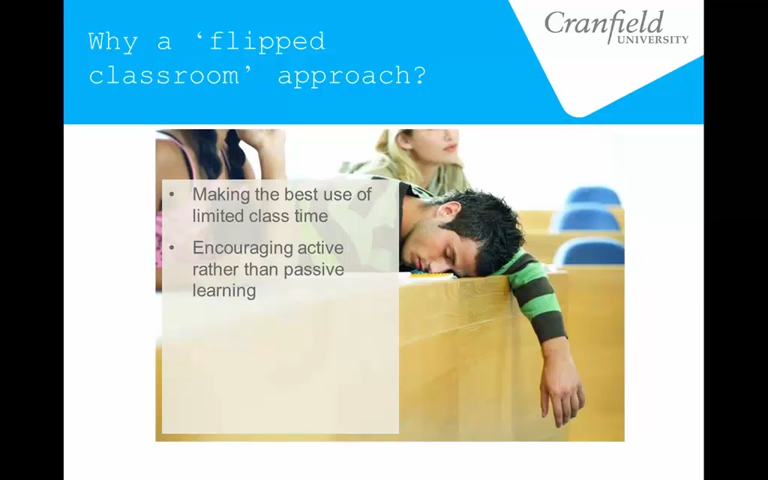 Why a ‘flipped
classroom’ approach?
Cranfield
UNIVERSITY
• Making the best use of
limited class time
• Encouraging active
rather than passive
learning